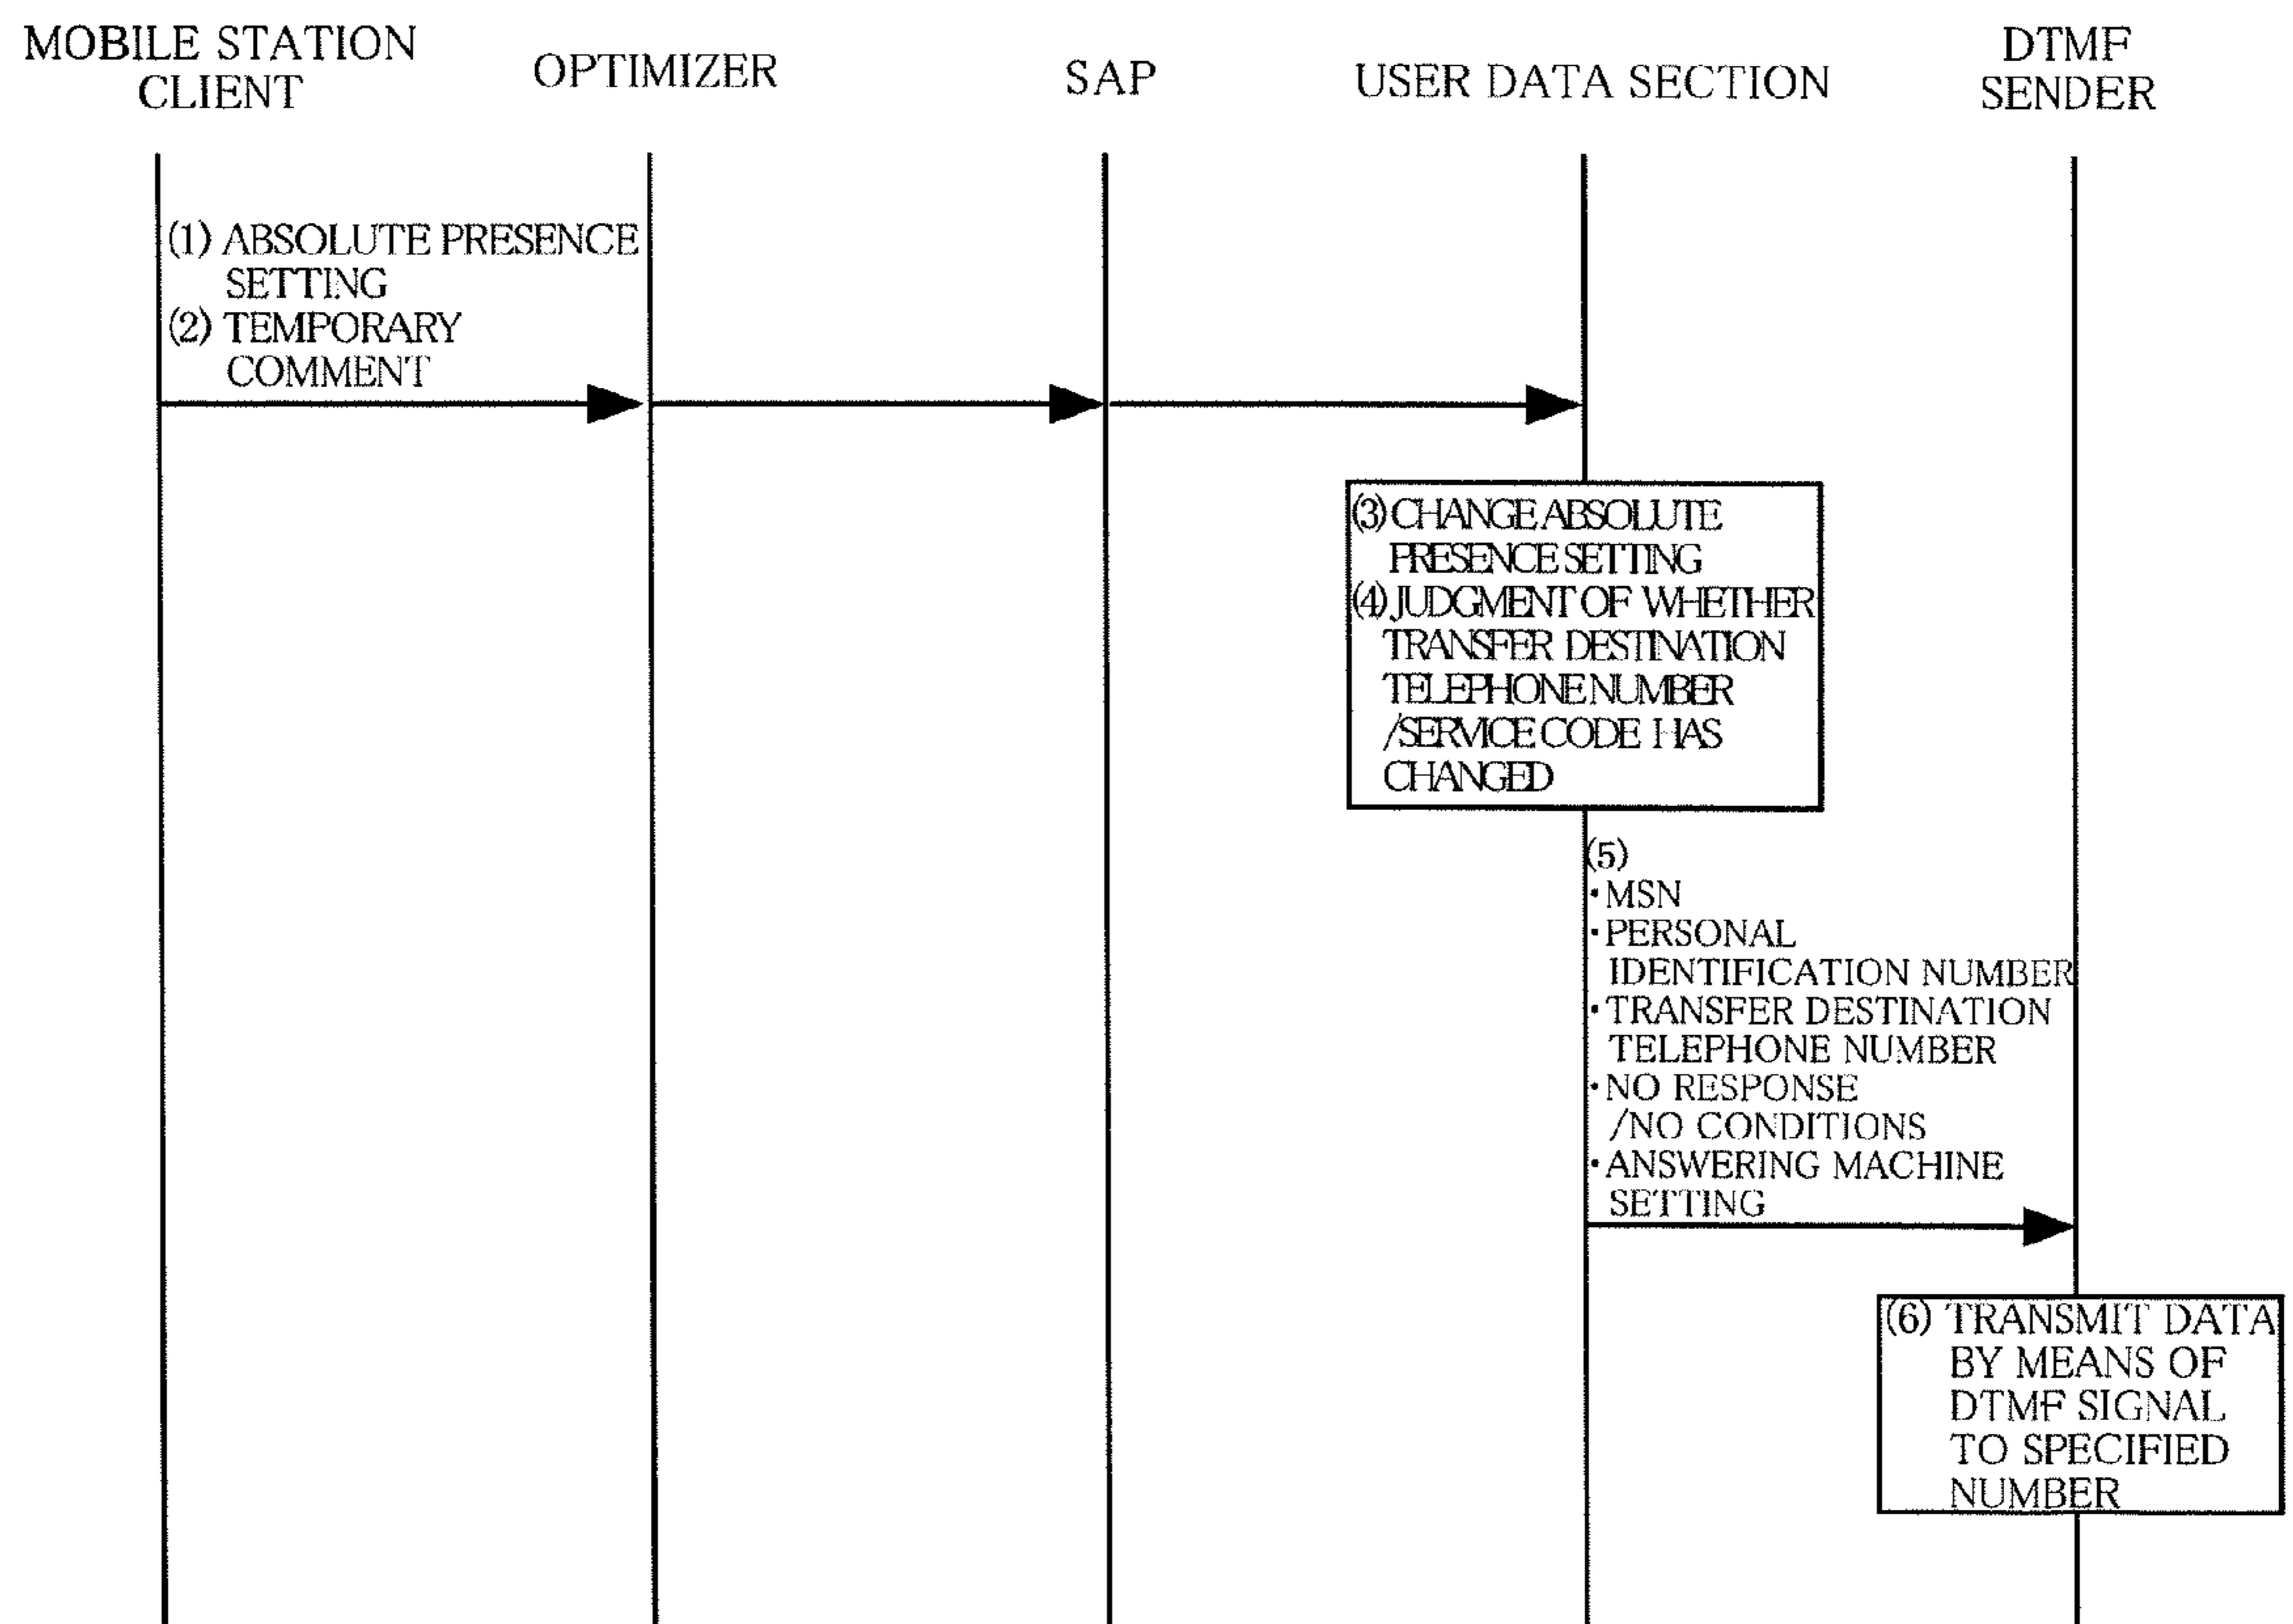 MOBILE STATION
CLIENT
OPTIMIZER
SAP
USER DATA SECTION
DTMF
SENDER
(1) ABSOLUTE PRESENCE
SETTING
(2) TEMPORARY
COMMENT
(3) CHANGE ABSOLUTE
PRESENCE SETTING
(4) JUDGMENT OF WHETHER
TRANSFER DESTINATION
TELEPHONE NUMBER
/SERVICE CODE HAS
CHANGED
(5)
・MSN
・PERSONAL
IDENTIFICATION NUMBER
・TRANSFER DESTINATION
TELEPHONE NUMBER
・NO RESPONSE
/NO CONDITIONS
・ANSWERING MACHINE
SETTING
(6) TRANSMIT DATA
BY MEANS OF
DTMF SIGNAL
TO SPECIFIED
NUMBER